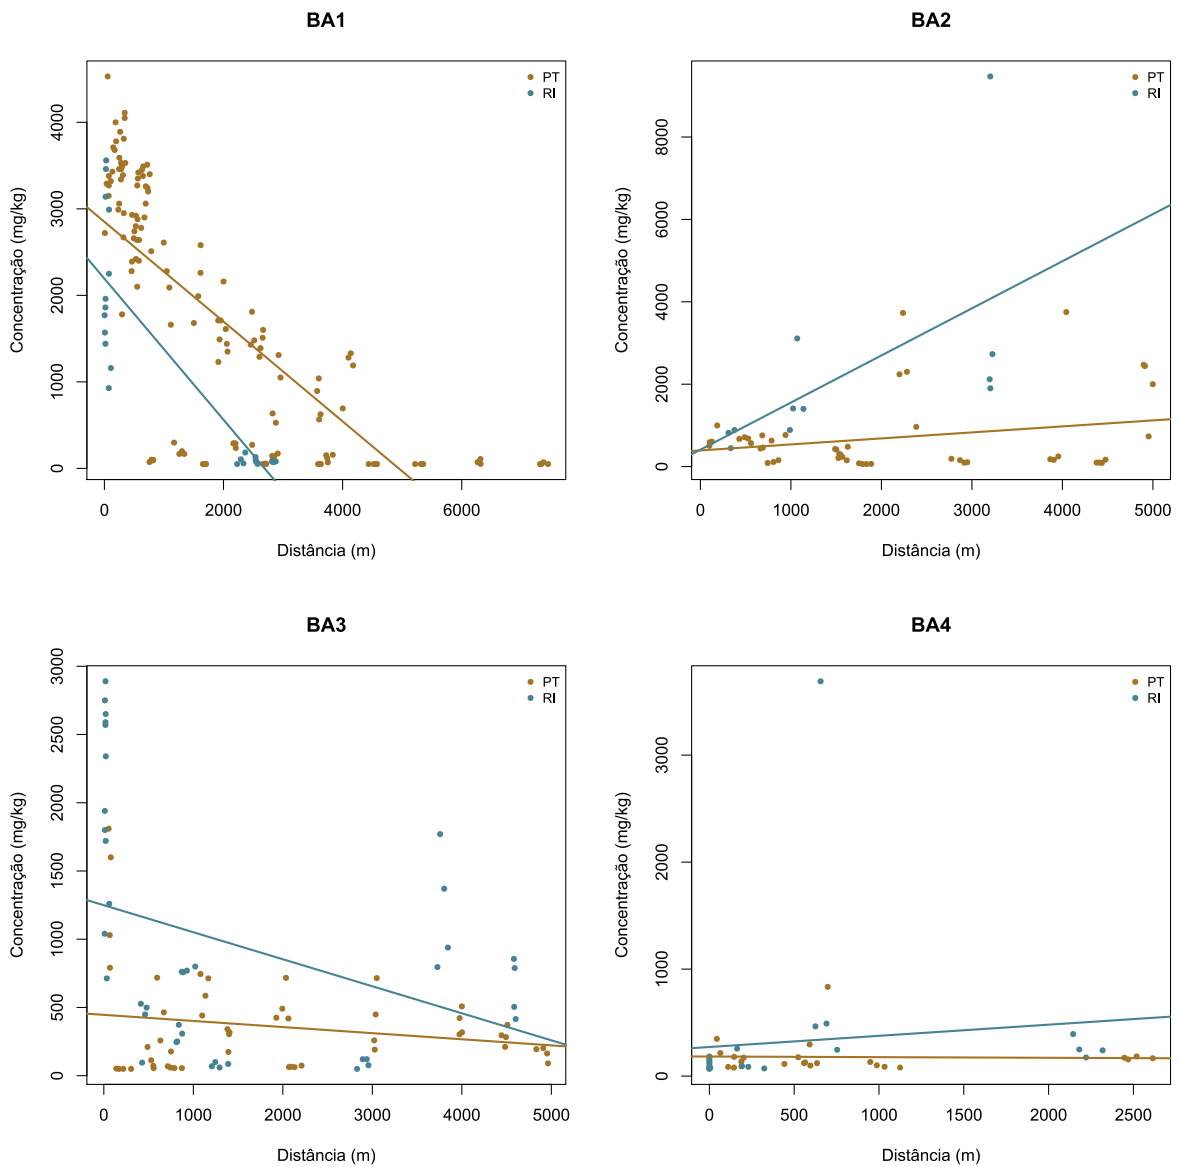 BA1
PT
RI
Concentração (mg/kg)
4000
3000
2000
1000
0
0 2000 4000 6000
Distância (m)
BA2
PT
RI
Concentração (mg/kg)
8000
6000
4000
2000
0
0 1000 2000 3000 4000 5000
Distância (m)
BA3
PT
RI
Concentração (mg/kg)
3000
2500
2000
1500
1000
500
0
0 1000 2000 3000 4000 5000
Distância (m)
BA4
PT
RI
Concentração (mg/kg)
3000
2000
1000
0
0 500 1000 1500 2000 2500
Distância (m)